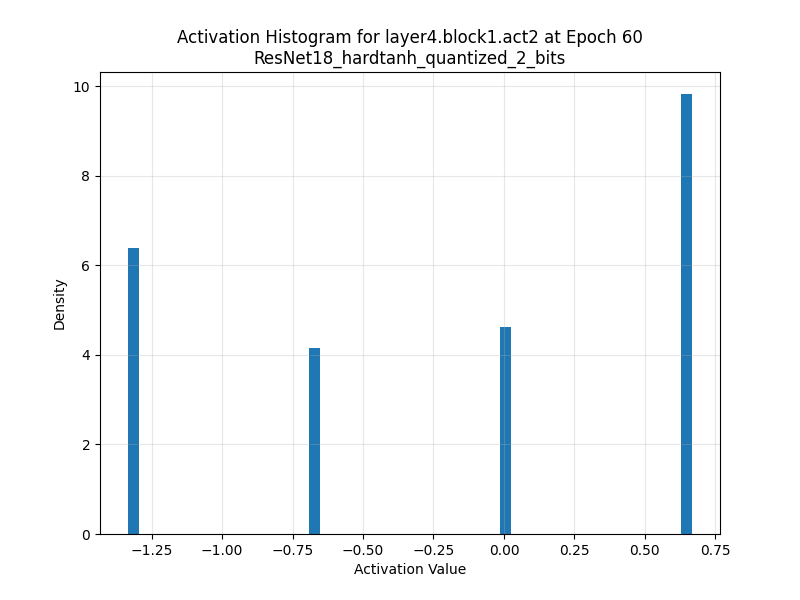 Activation Histogram for layer4.block1.act2 at Epoch 60
ResNet18_hardtanh_quantized_2_bits
10
8
6
4
2
0
Density
−1.25 −1.00 −0.75 −0.50 −0.25 0.00 0.25 0.50 0.75
Activation Value